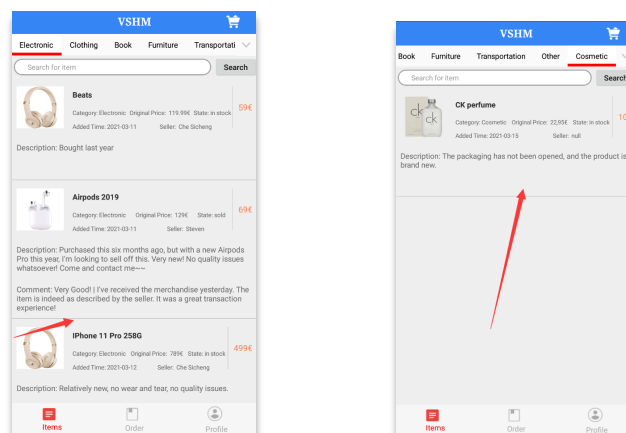 VSHM
Electronic Clothing Book Furniture Transportati
Search for item Search
Beats
Category: Electronic Original Price: 119.99€ State: in stock
59€
Added Time: 2021-03-11 Seller: Che Sicheng
Description: Bought last year
Airpods 2019
Category: Electronic Original Price: 129€ State: sold
69€
Added Time: 2021-03-11 Seller: Steven
Description: Purchased this six months ago, but with a new Airpods
Pro this year, I'm looking to sell off this. Very new! No quality issues
whatsoever! Come and contact me~~
Comment: Very Good! | I've received the merchandise yesterday. The
item is indeed as described by the seller. It was a great transaction
experience!
IPhone 11 Pro 258G
Category: Electronic Original Price: 789€ State: in stock
499€
Added Time: 2021-03-12 Seller: Che Sicheng
Description: Relatively new, no wear and tear, no quality issues.
Items Order Profile
VSHM
Book Furniture Transportation Other Cosmetic
Search for item Search
ck
ck
CK perfume
Category: Cosmetic Original Price: 22,95€ State: in stock
10
Added Time: 2021-03-15 Seller: null
Description: The packaging has not been opened, and the product is
brand new.
Items Order Profile